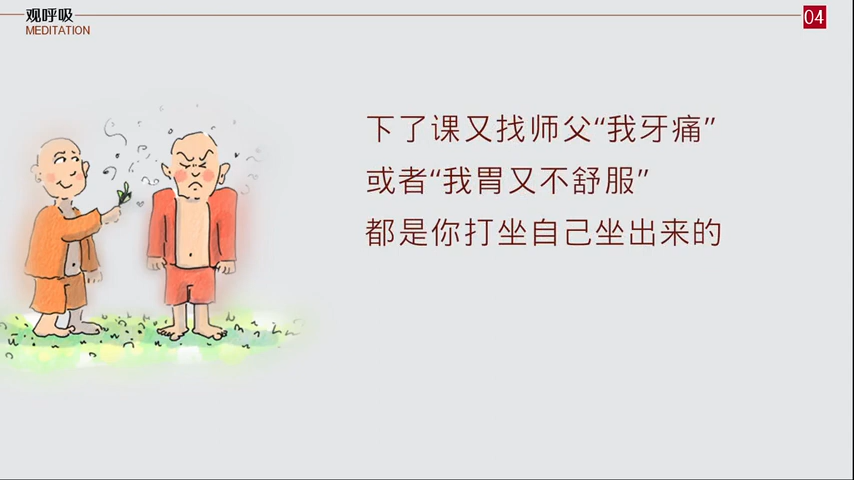 观呼吸
MEDITATION
04
下了课又找师父“我牙痛”
或者“我胃又不舒服”
都是你打坐自己坐出来的